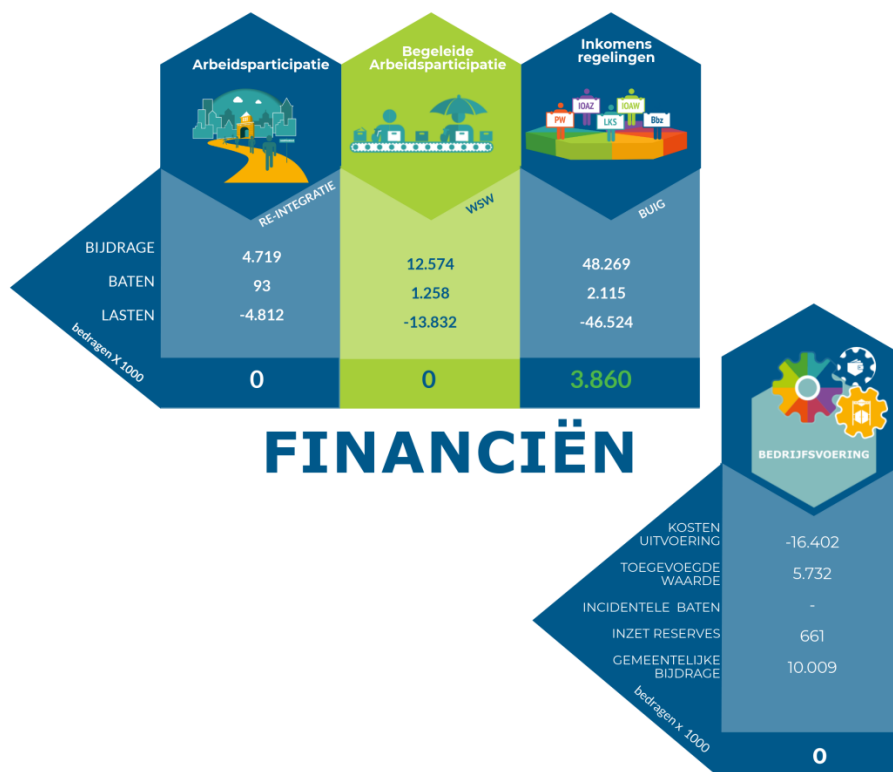 Arbeidsparticipatie
Begeleide
Arbeidsparticipatie
Inkomens
regelingen
PW
IOAZ
LKS
IOAW
Bbz
RE-INTEGRATIE
WSW
BUIG
BIJDRAGE 4.719 12.574 48.269
BATEN 93 1.258 2.115
LASTEN -4.812 -13.832 -46.524
bedragen X 1000
0 0 3.860
FINANCIËN
BEDRIJFSVOERING
KOSTEN
UITVOERING -16.402
TOEGEVOEGDE
WAARDE 5.732
INCIDENTELE BATEN -
INZET RESERVES 661
GEMEENTELIJKE
BIJDRAGE 10.009
bedragen x 1000
0